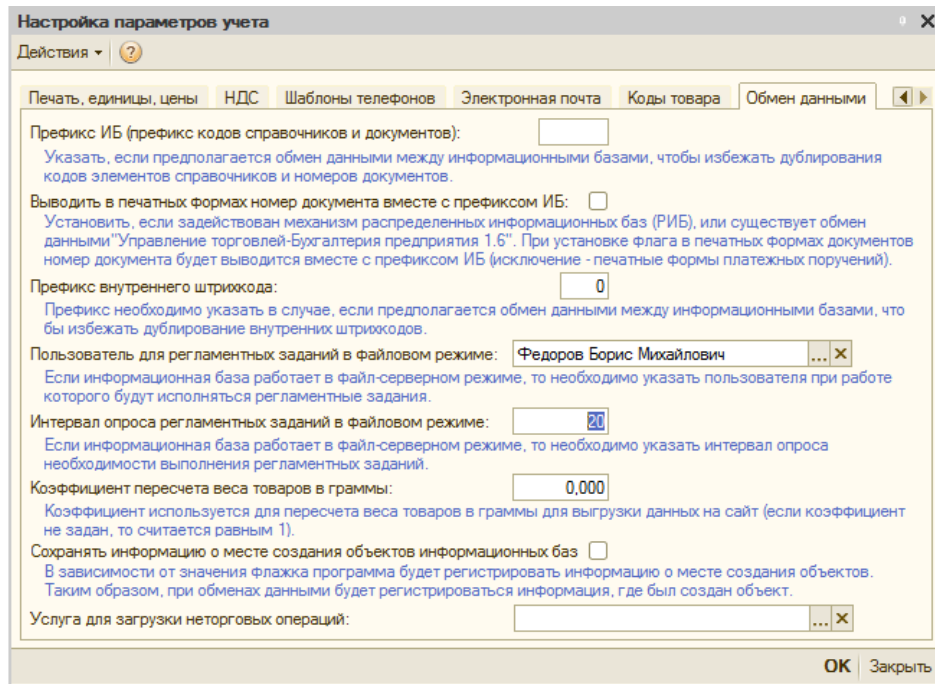 Настройка параметров учета
Действия
?
Печать, единицы, цены НДС Шаблоны телефонов Электронная почта Коды товара Обмен данными
Префикс ИБ (префикс кодов справочников и документов):
Указать, если предполагается обмен данными между информационными базами, чтобы избежать дублирования
кодов элементов справочников и номеров документов.
Выводить в печатных формах номер документа вместе с префиксом ИБ:
Установить, если задействован механизм распределенных информационных баз (РИБ), или существует обмен
данными"Управление торговлей-Бухгалтерия предприятия 1.6". При установке флага в печатных формах документов
номер документа будет выводится вместе с префиксом ИБ (исключение - печатные формы платежных поручений).
Префикс внутреннего штрихкода: 0
Префикс необходимо указать в случае, если предполагается обмен данными между информационными базами, что
бы избежать дублирование внутренних штрихкодов.
Пользователь для регламентных заданий в файловом режиме: Федоров Борис Михайлович ...
Если информационная база работает в файл-серверном режиме, то необходимо указать пользователя при работе
которого будут исполняться регламентные задания.
Интервал опроса регламентных заданий в файловом режиме: 20
Если информационная база работает в файл-серверном режиме, то необходимо указать интервал опроса
необходимости выполнения регламентных заданий.
Коэффициент пересчета веса товаров в граммы: 0,000
Коэффициент используется для пересчета веса товаров в граммы для выгрузки данных на сайт (если коэффициент
не задан, то считается равным 1).
Сохранять информацию о месте создания объектов информационных баз
В зависимости от значения флажка программа будет регистрировать информацию о месте создания объектов.
Таким образом, при обменах данными будет регистрироваться информация, где был создан объект.
Услуга для загрузки неторговых операций: ...
OK Закрыть